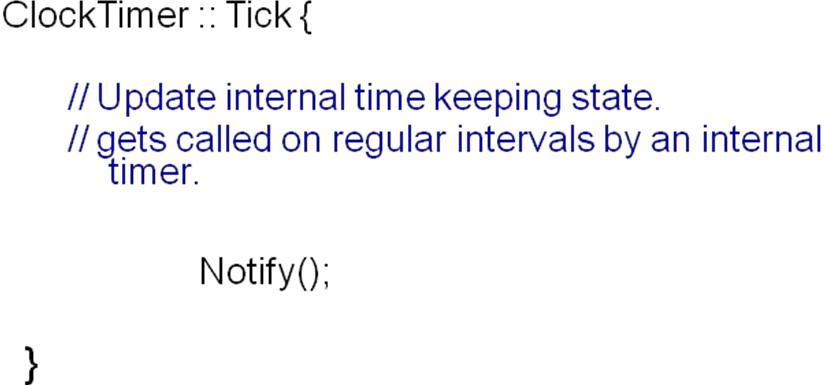 ClockTimer :: Tick {
// Update internal time keeping state.
// gets called on regular intervals by an internal
timer.
Notify();
}